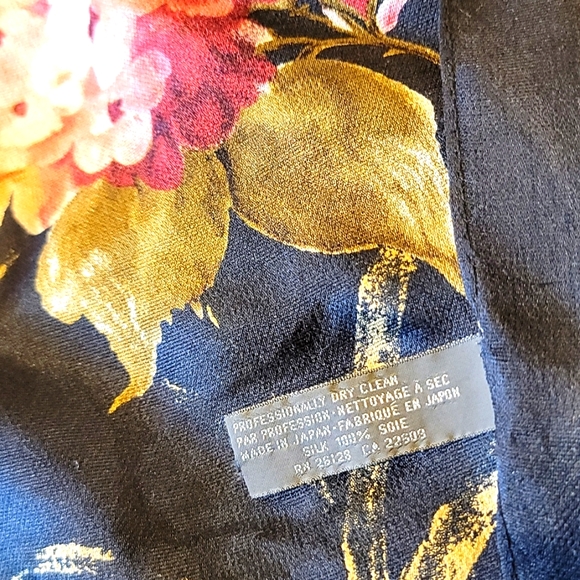 PROFESSIONALLY DRY CLEAN
PAR PROFESSION·NETTOYAGE À SEC
MADE IN JAPAN·FABRIQUÉ EN JAPON
SILK 100% SOIE
RN 26128 CA 22509